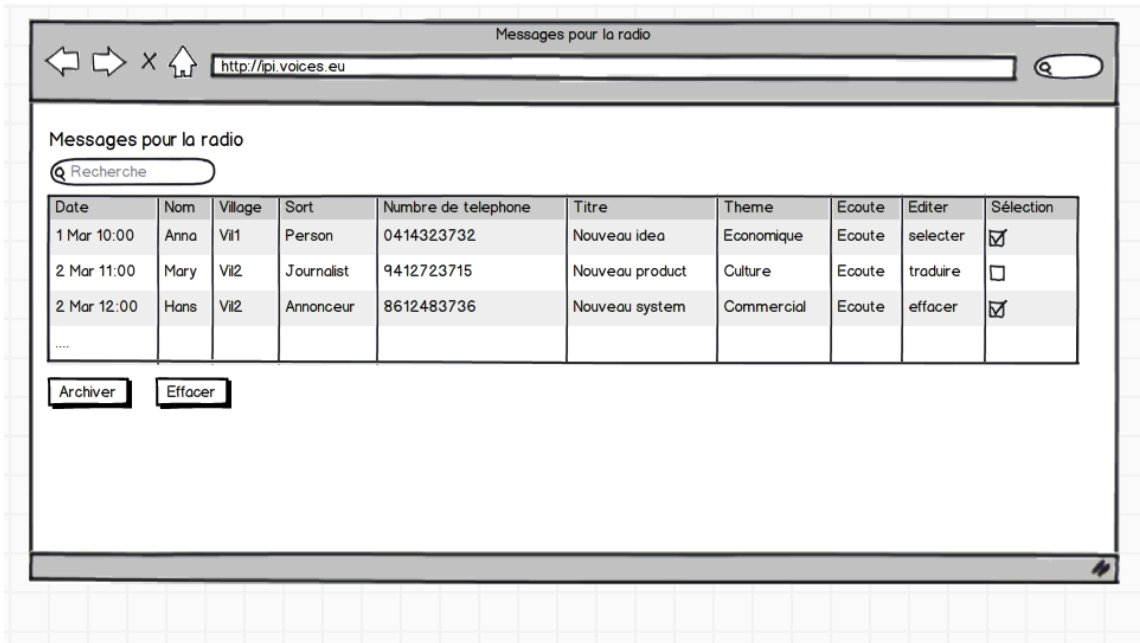 Messages pour la radio
http://ipi.voices.eu
Messages pour la radio
Recherche
Date Nom Village Sort Numbre de telephone Titre Theme Ecoute Editer Sélection
1 Mar 10:00 Anna Vil1 Person 0414323732 Nouveau idea Economique Ecoute selecter
2 Mar 11:00 Mary Vil2 Journalist 9412723715 Nouveau product Culture Ecoute traduire
2 Mar 12:00 Hans Vil2 Annonceur 8612483736 Nouveau system Commercial Ecoute effacer
....
Archiver Effacer